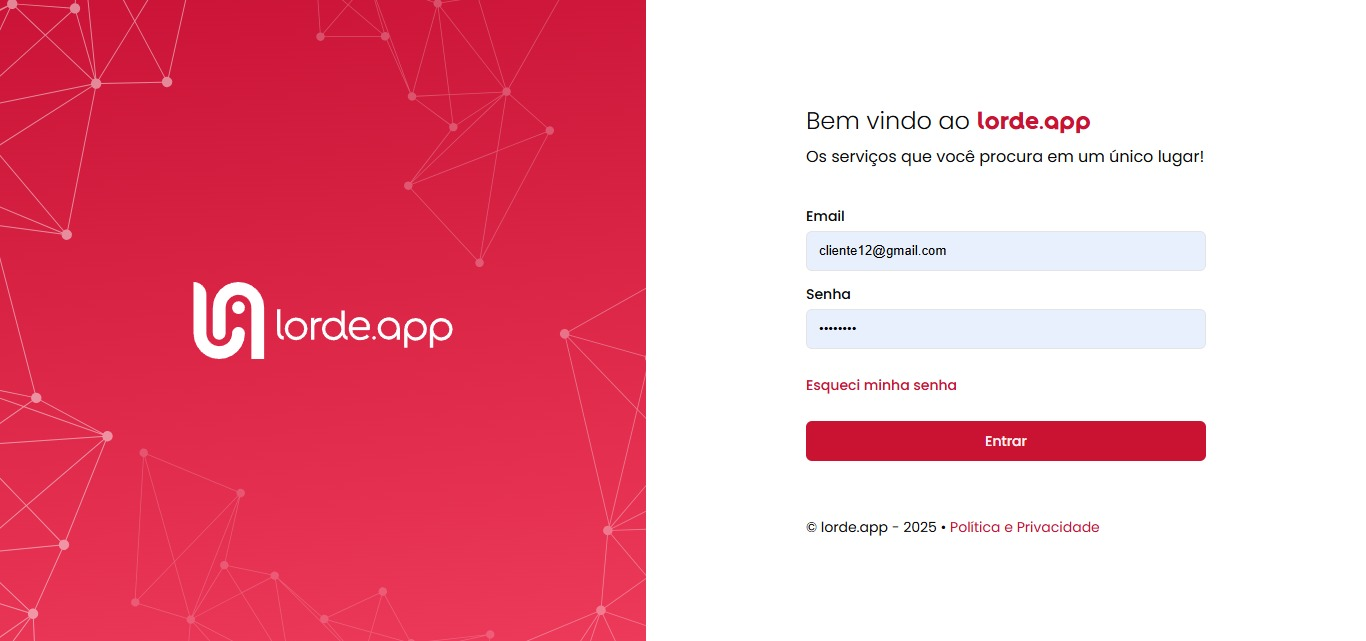 lorde.app
Bem vindo ao lorde.app
Os serviços que você procura em um único lugar!
Email
cliente12@gmail.com
Senha
••••••••
Esqueci minha senha
Entrar
© lorde.app - 2025 • Política e Privacidade